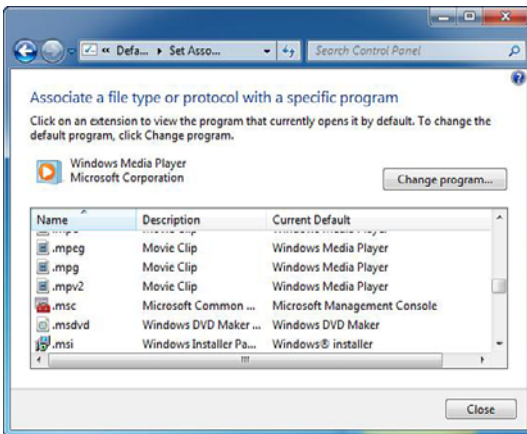 « Defa... ▸ Set Asso...
Search Control Panel
Associate a file type or protocol with a specific program
Click on an extension to view the program that currently opens it by default. To change the
default program, click Change program.
Windows Media Player
Microsoft Corporation
Change program...
Name Description Current Default
.mpeg Movie Clip Windows Media Player
.mpg Movie Clip Windows Media Player
.mpv2 Movie Clip Windows Media Player
.msc Microsoft Common ... Microsoft Management Console
.msdvd Windows DVD Maker ... Windows DVD Maker
.msi Windows Installer Pa... Windows® installer
Close